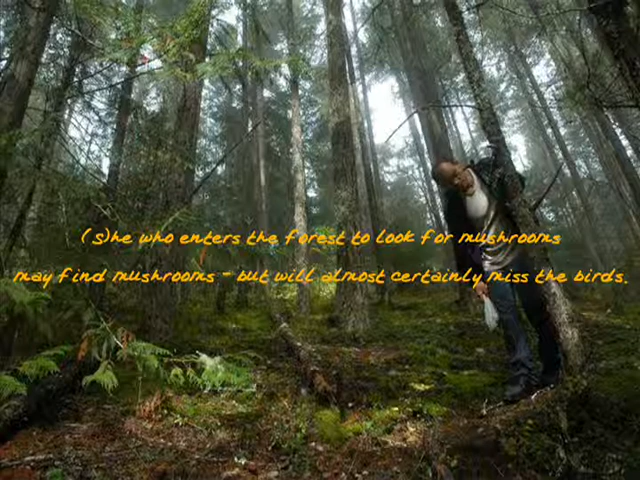 (s)he who enters the forest to look for mushrooms
may find mushrooms - but will almost certainly miss the birds.